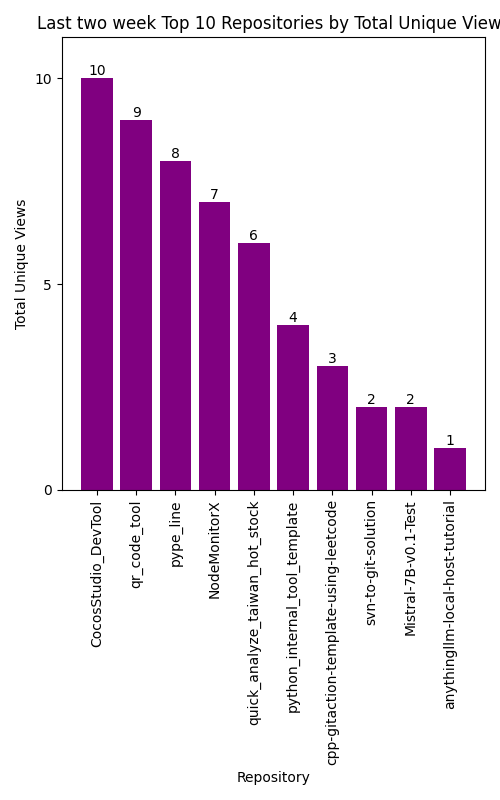 Last two week Top 10 Repositories by Total Unique View
10
9
8
7
6
4
3
2
2
1
10
5
0
Total Unique Views
CocosStudio_DevTool
qr_code_tool
pype_line
NodeMonitorX
quick_analyze_taiwan_hot_stock
python_internal_tool_template
cpp-gitaction-template-using-leetcode
svn-to-git-solution
Mistral-7B-v0.1-Test
anythingllm-local-host-tutorial
Repository